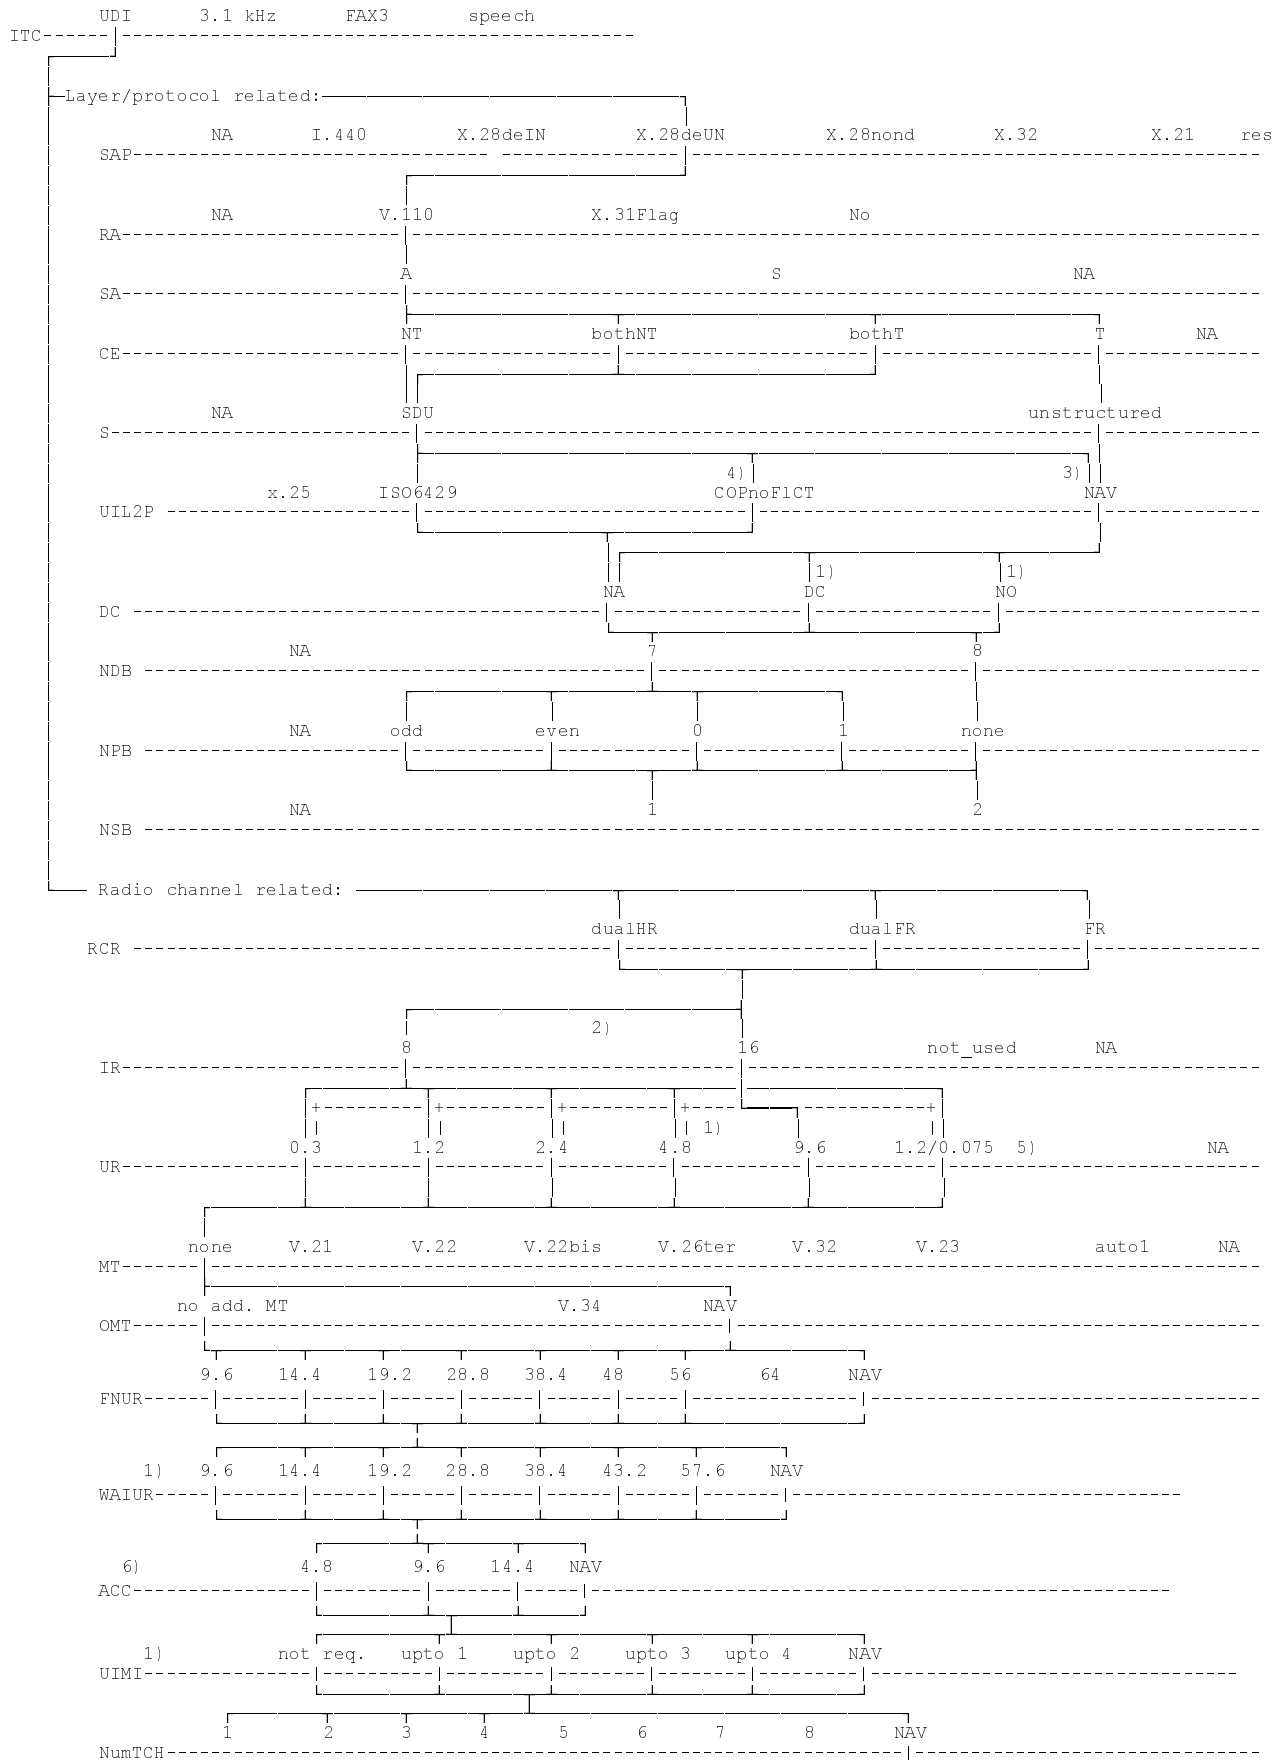 UDI 3.1 kHz FAX3 speech
ITC
Layer/protocol related:
NA I.440 X.28deIN X.28deUN X.28nond X.32 X.21 res
SAP
NA V.110 X.31Flag No
RA
A S NA
SA
NT bothNT bothT T NA
CE
NA SDU unstructured
S
4) 3)
x.25 ISO6429 COPnoFlCT NAV
UIL2P
1) 1)
NA DC NO
DC
NA 7 8
NDB
NA odd even 0 1 none
NPB
NA 1 2
NSB
Radio channel related:
dualHR dualFR FR
RCR
2)
8 16 not_used NA
IR
1)
0.3 1.2 2.4 4.8 9.6 1.2/0.075 5) NA
UR
none V.21 V.22 V.22bis V.26ter V.32 V.23 auto1 NA
MT
no add. MT V.34 NAV
OMT
9.6 14.4 19.2 28.8 38.4 48 56 64 NAV
FNUR
1) 9.6 14.4 19.2 28.8 38.4 43.2 57.6 NAV
WAIUR
6) 4.8 9.6 14.4 NAV
ACC
1) not req. upto 1 upto 2 upto 3 upto 4 NAV
UIMI
1 2 3 4 5 6 7 8 NAV
NumTCH